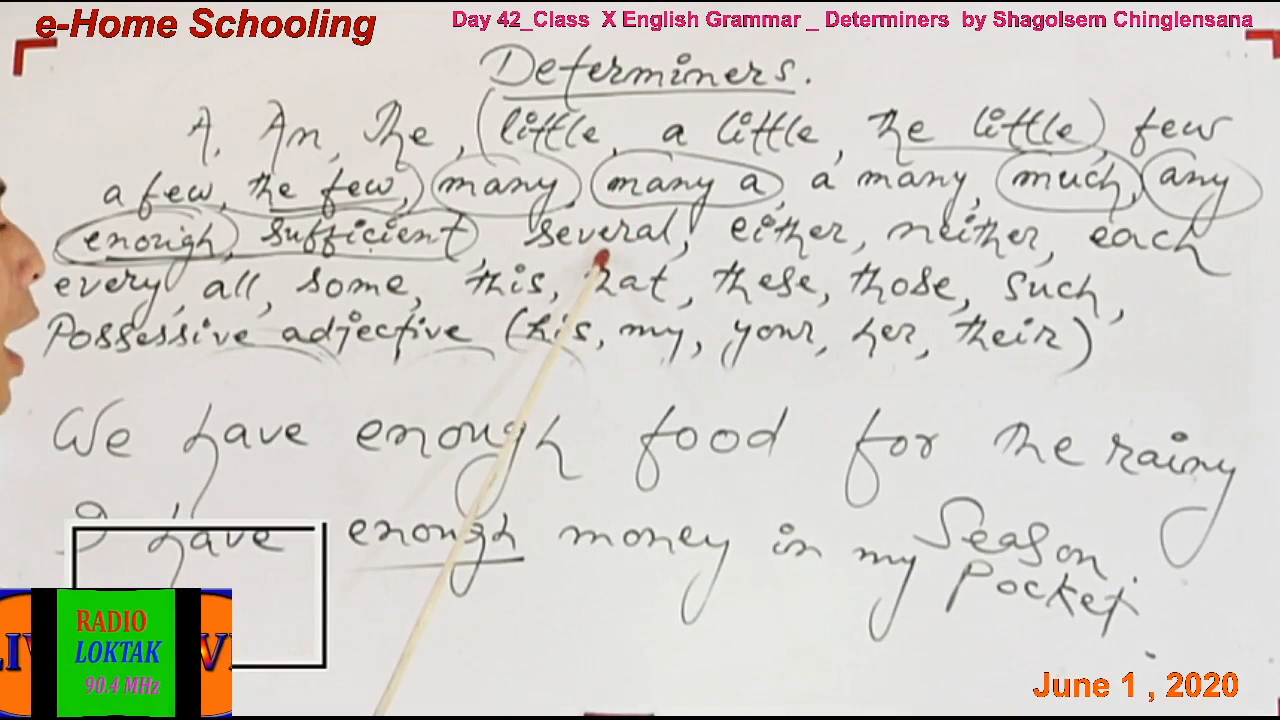 e-Home Schooling
Day 42_Class X English Grammar _ Determiners by Shagolsem Chinglensana
Determiners.
A, An, The, (little, a little, the little) few
a few, the few,) many, many a, a many, much, any
enough, sufficient, several, either, neither, each
every, all, some, this, hat, these, those, such,
Possessive adjective (his, my, your, her, their)
We have enough food for the rainy
Season.
I have enough money in my
Pocket
RADIO
LOKTAK
90.4 MHz
June 1 , 2020